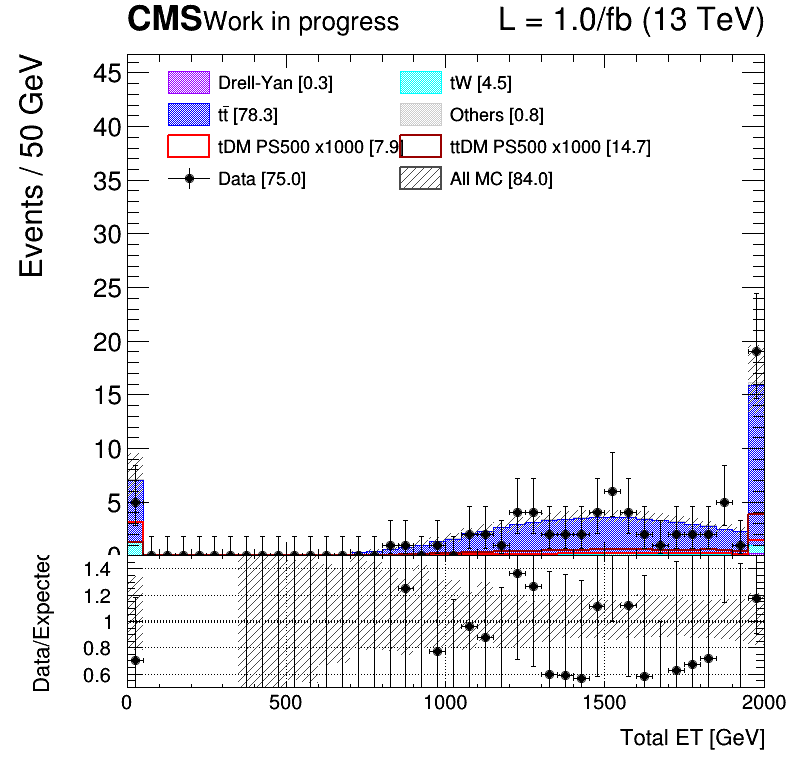 CMS Work in progress L = 1.0/fb (13 TeV)
Events / 50 GeV
45
40
35
30
25
20
15
10
5
0
Drell-Yan [0.3] tW [4.5]
tt̄ [78.3] Others [0.8]
tDM PS500 x1000 [7.9 ttDM PS500 x1000 [14.7]
Data [75.0] All MC [84.0]
Data/Expected
1.4
1.2
1
0.8
0.6
0 500 1000 1500 2000
Total ET [GeV]